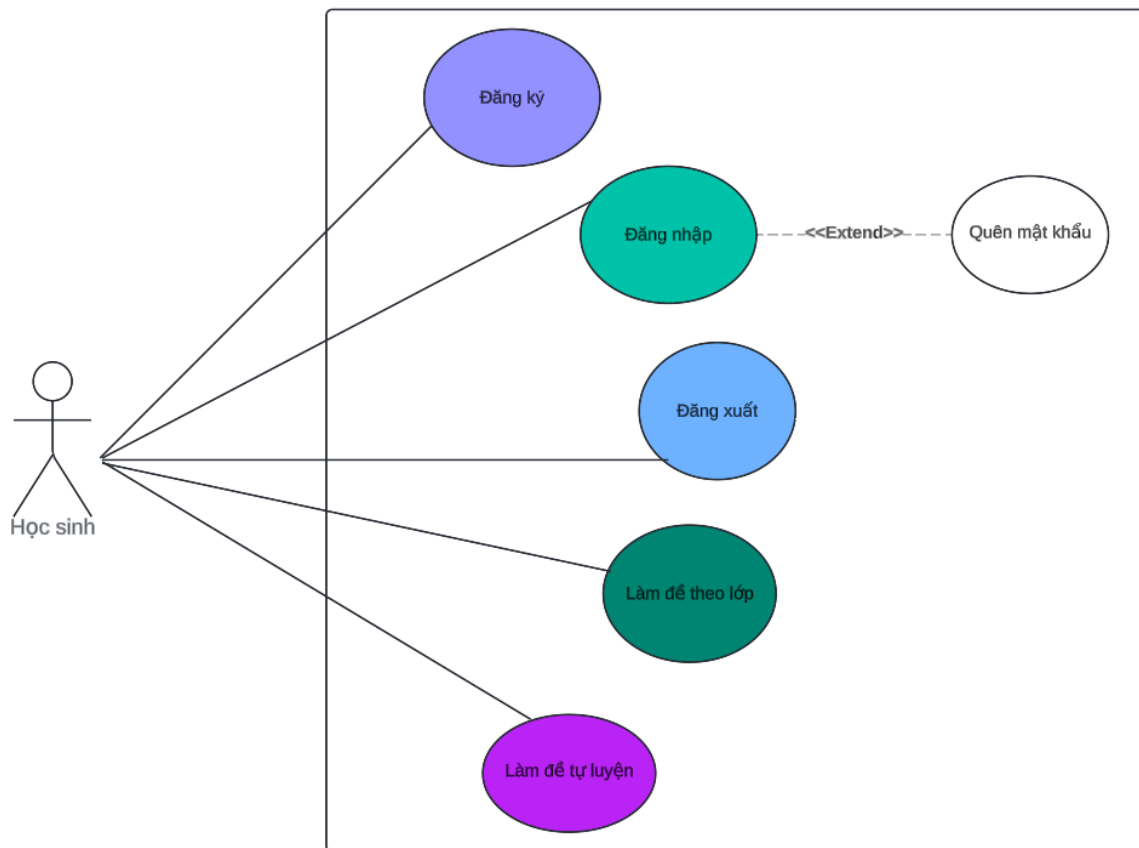 Đăng ký
Đăng nhập
<<Extend>>
Quên mật khẩu
Đăng xuất
Học sinh
Làm đề theo lớp
Làm đề tự luyện